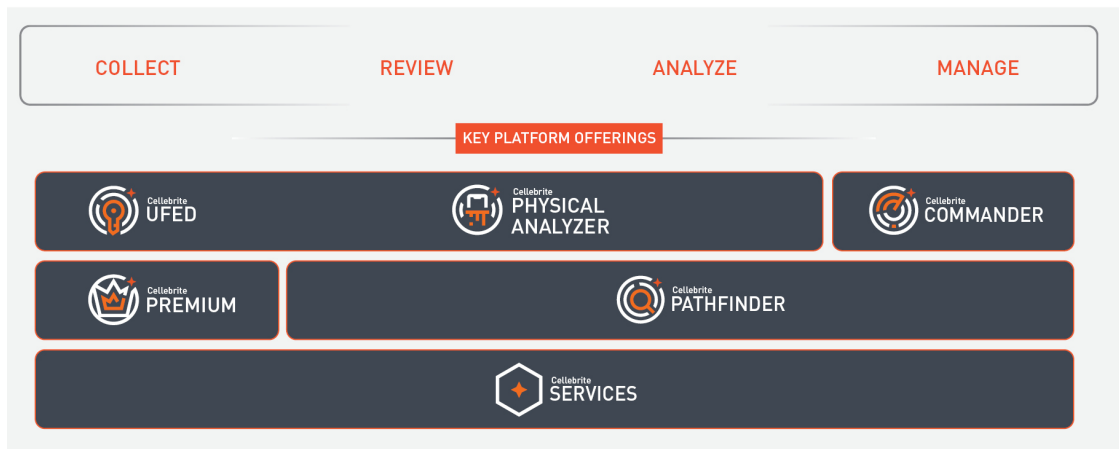 COLLECT REVIEW ANALYZE MANAGE
KEY PLATFORM OFFERINGS
Cellebrite
UFED
Cellebrite
PHYSICAL
ANALYZER
Cellebrite
COMMANDER
Cellebrite
PREMIUM
Cellebrite
PATHFINDER
Cellebrite
SERVICES